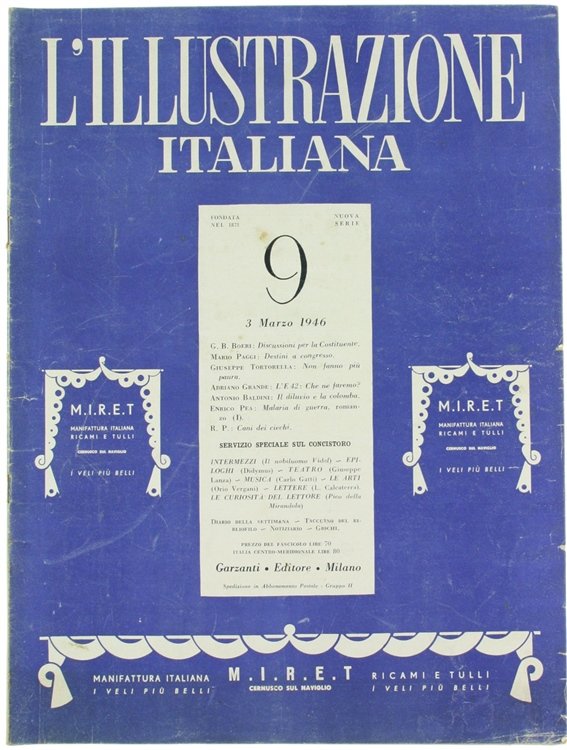 L'ILLUSTRAZIONE
ITALIANA
FONDATA
NEL 1873
NUOVA
SERIE
9
3 Marzo 1946
G. B. BOERI: Discussioni per la Costituente.
MARIO PAGGI: Destini a congresso.
GIUSEPPE TORTORELLA: Non fanno più
paura.
ADRIANO GRANDE: L'E 42: Che ne faremo?
ANTONIO BALDINI: Il diluvio e la colomba.
ENRICO PEA: Malaria di guerra, roman-
zo (I).
R. P.: Cani dei ciechi.
SERVIZIO SPECIALE SUL CONCISTORO
INTERMEZZI (Il nobiluomo Vidal) — EPI-
LOGHI (Didymus) — TEATRO (Giuseppe
Lanza) — MUSICA (Carlo Gatti) — LE ARTI
(Orio Vergani) — LETTERE (L. Calcaterra).
LE CURIOSITÀ DEL LETTORE (Pico della
Mirandola)
DIARIO DELLA SETTIMANA — TACCUINO DEL BI-
BLIOFILO — NOTIZIARIO — GIOCHI.
PREZZO DEL FASCICOLO LIRE 70
ITALIA CENTRO-MERIDIONALE LIRE 80
Garzanti • Editore • Milano
Spedizione in Abbonamento Postale - Gruppo II
M.I.R.E.T
MANIFATTURA ITALIANA
RICAMI E TULLI
CERNUSCO SUL NAVIGLIO
I VELI PIÙ BELLI
M.I.R.E.T
MANIFATTURA ITALIANA
RICAMI E TULLI
CERNUSCO SUL NAVIGLIO
I VELI PIÙ BELLI
MANIFATTURA ITALIANA
I VELI PIÙ BELLI
M.I.R.E.T
CERNUSCO SUL NAVIGLIO
RICAMI E TULLI
I VELI PIÙ BELLI